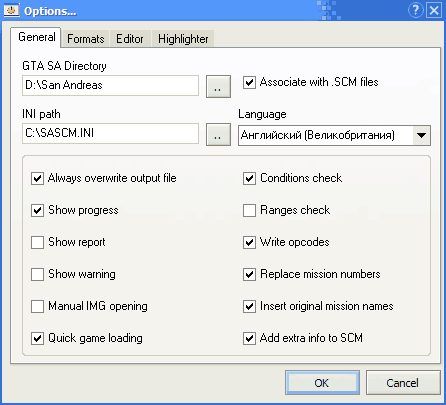 Options...
General Formats Editor Highlighter
GTA SA Directory
D:\San Andreas ..
Associate with .SCM files
INI path
C:\SASCM.INI ..
Language
Английский (Великобритания)
Always overwrite output file
Conditions check
Show progress
Ranges check
Show report
Write opcodes
Show warning
Replace mission numbers
Manual IMG opening
Insert original mission names
Quick game loading
Add extra info to SCM
OK Cancel